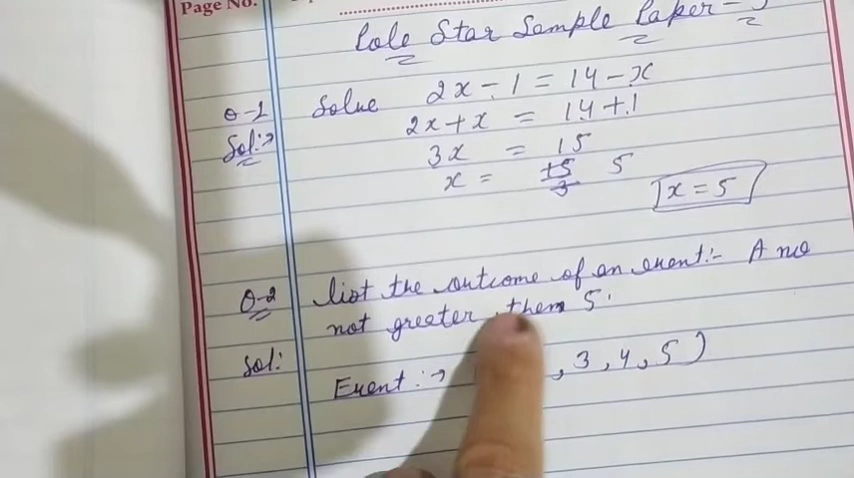 Page No.
Pole Star Sample Paper -
Q-1 Solve 2x - 1 = 14 - x
Sol:→ 2x + x = 14 + 1
3x = 15
x = 15/3 5
x = 5
Q-2 list the outcome of an event:- A no
not greater then 5.
Sol:
Event :→ , 3, 4, 5)